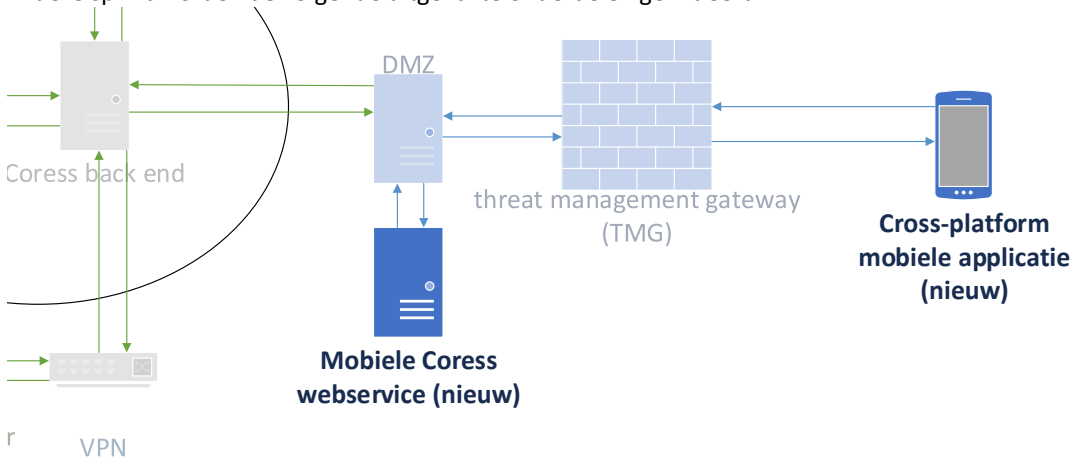 DMZ
Coress back end
threat management gateway
(TMG)
Cross-platform
mobiele applicatie
(nieuw)
Mobiele Coress
webservice (nieuw)
r
VPN